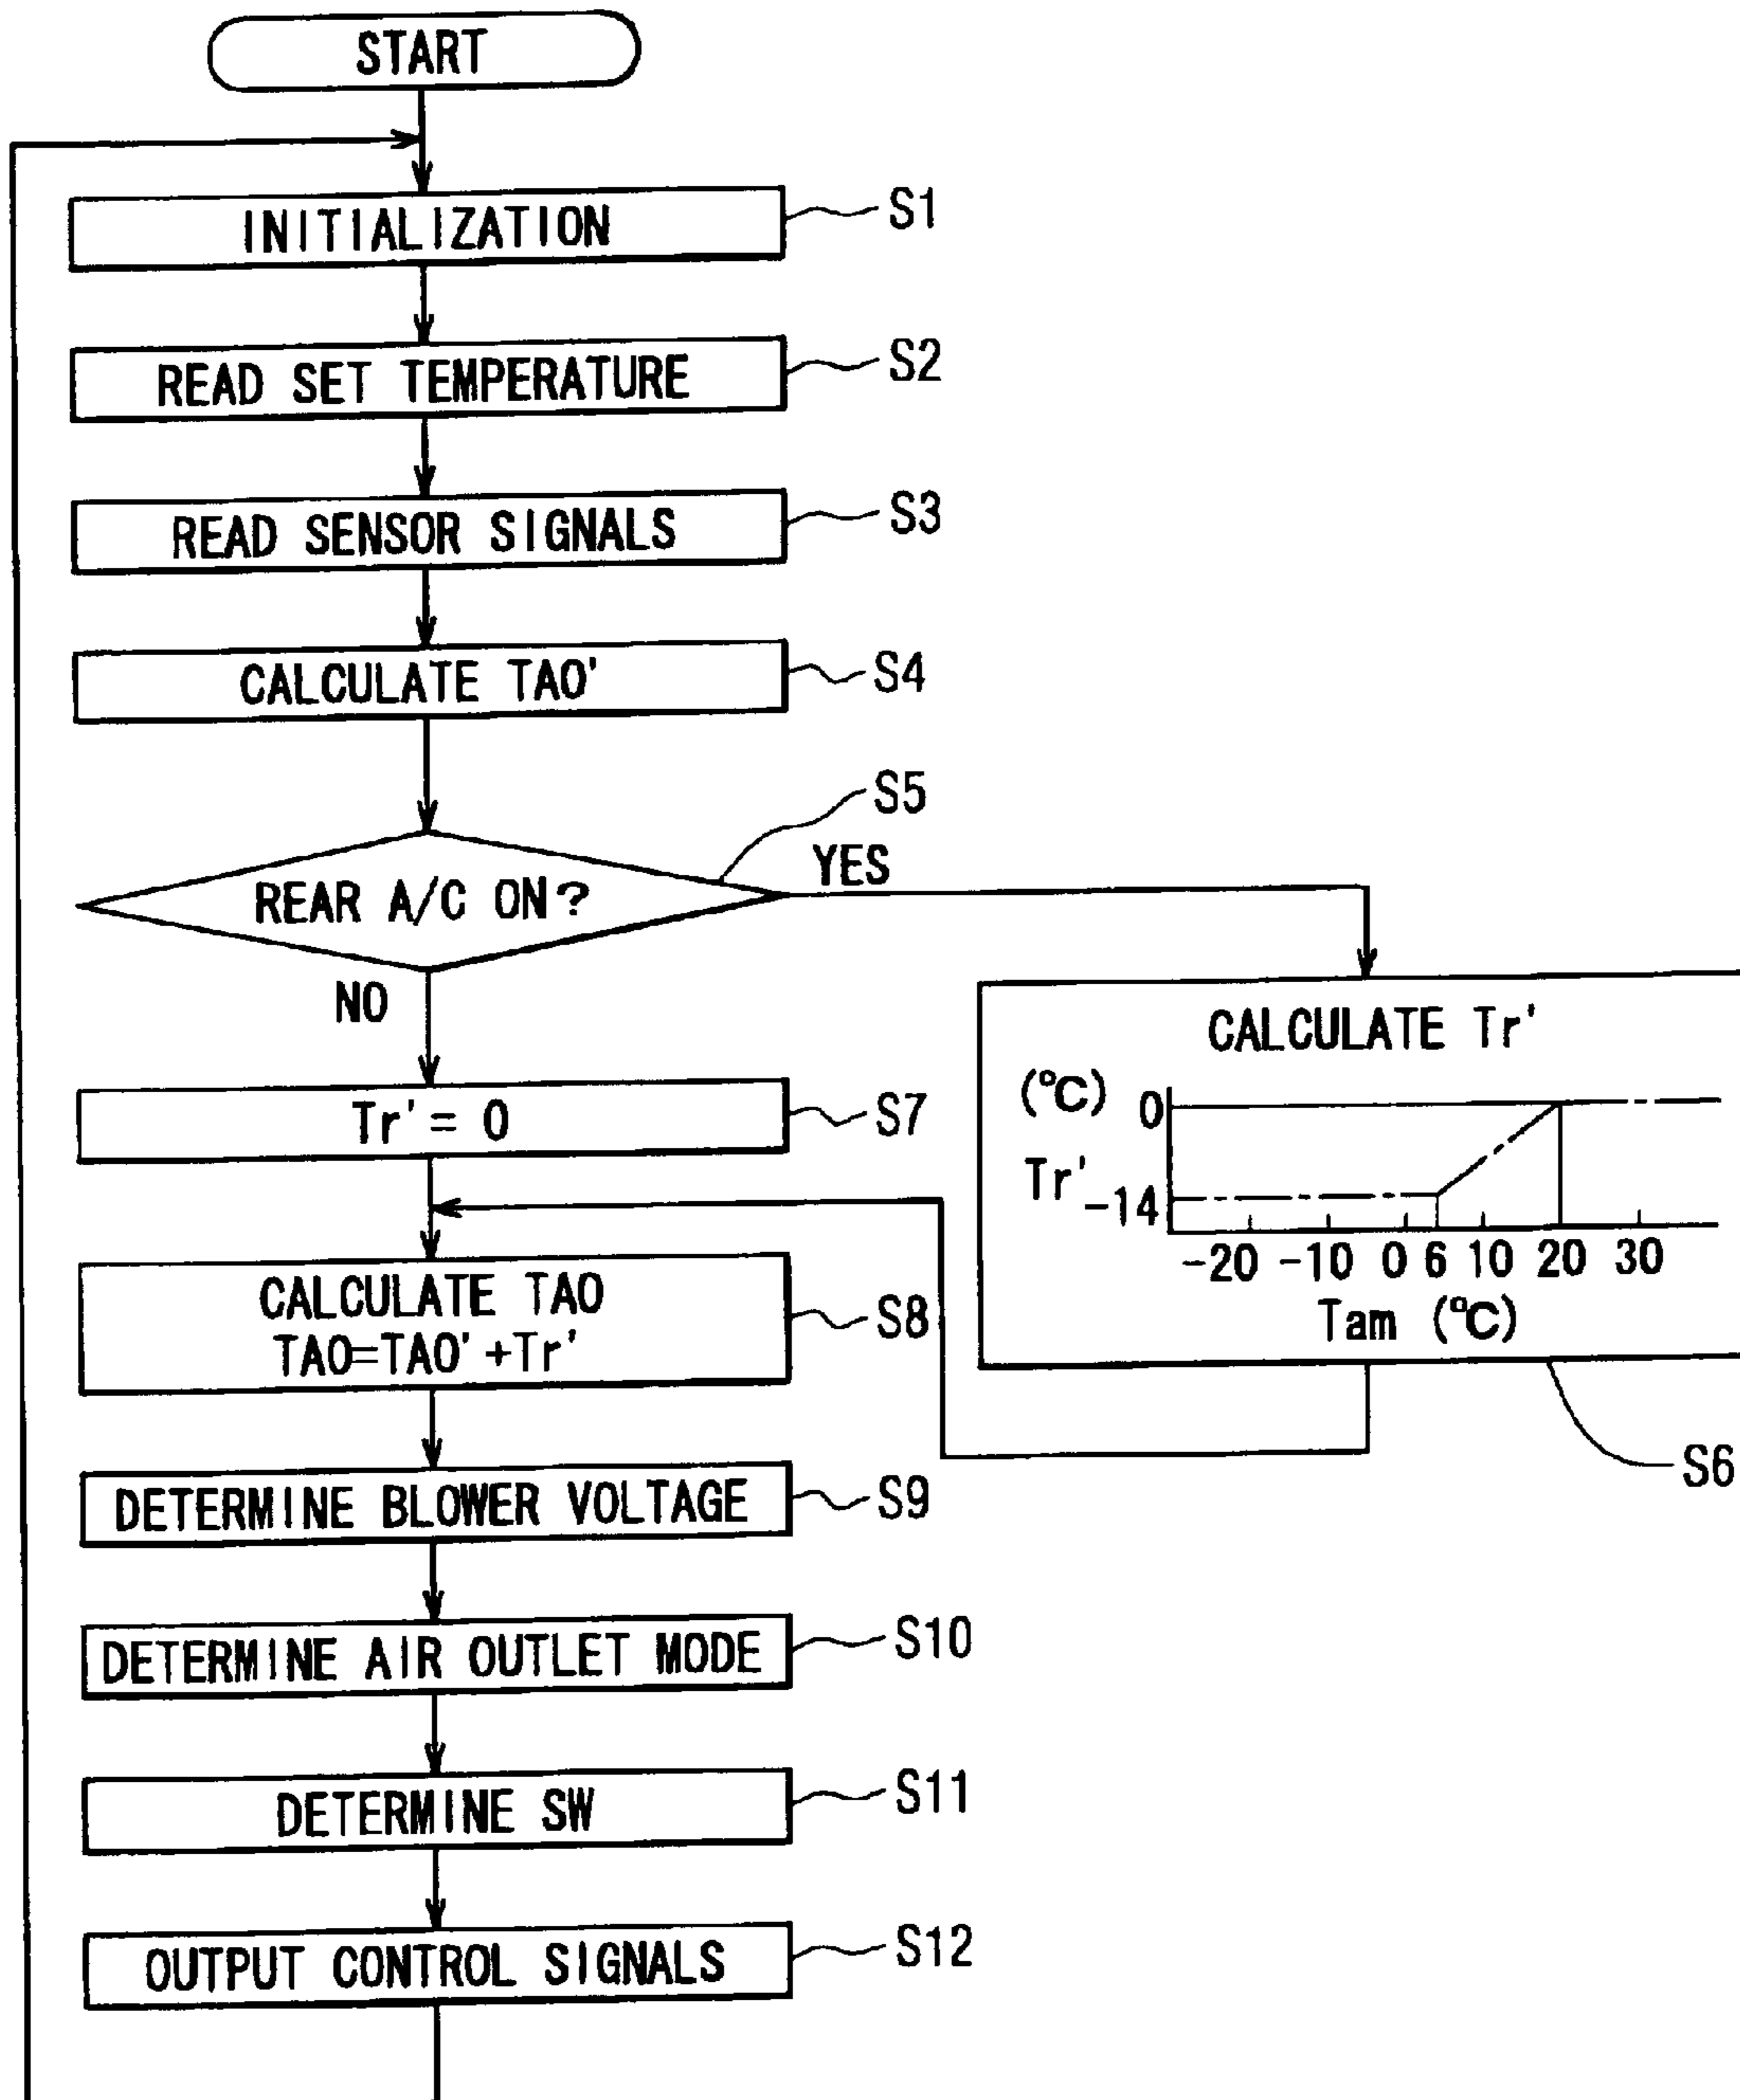 START
INITIALIZATION
S1
READ SET TEMPERATURE
S2
READ SENSOR SIGNALS
S3
CALCULATE TAO'
S4
S5
REAR A/C ON?
YES
NO
CALCULATE Tr'
(°C)
0
Tr'
-14
-20 -10 0 6 10 20 30
Tam (°C)
S6
Tr' = 0
S7
CALCULATE TAO
TAO=TAO'+Tr'
S8
DETERMINE BLOWER VOLTAGE
S9
DETERMINE AIR OUTLET MODE
S10
DETERMINE SW
S11
OUTPUT CONTROL SIGNALS
S12